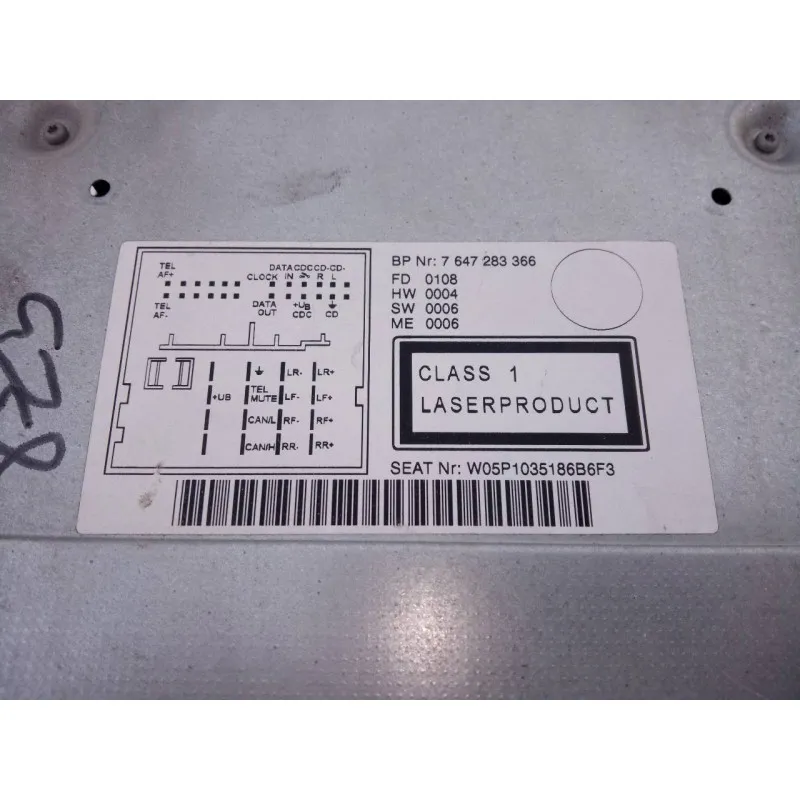 TEL DATA CDC CD- CD-
AF+ CLOCK IN R L
TEL DATA +UB
AF- OUT CDC CD
LR- LR+
+UB TEL MUTE LF- LF+
CAN/L RF- RF+
CAN/H RR- RR+
BP Nr: 7 647 283 366
FD 0108
HW 0004
SW 0006
ME 0006
CLASS 1
LASERPRODUCT
SEAT Nr: W05P1035186B6F3